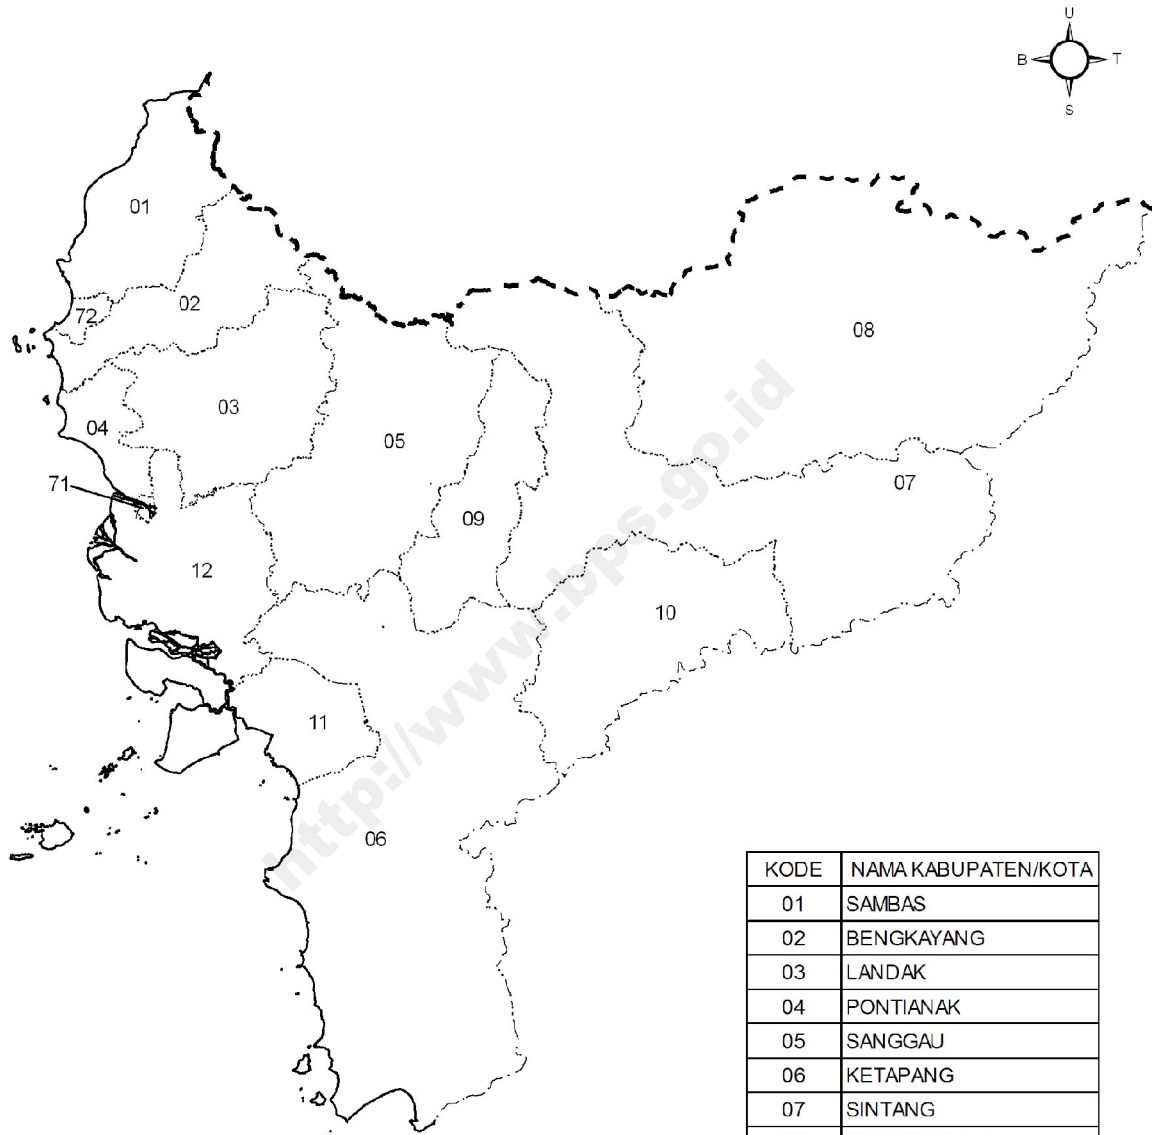 U
B T
S
01
02
72
08
03
04
05
71
07
09
12
10
11
06
http://www.bps.go.id
KODE NAMA KABUPATEN/KOTA
01 SAMBAS
02 BENGKAYANG
03 LANDAK
04 PONTIANAK
05 SANGGAU
06 KETAPANG
07 SINTANG